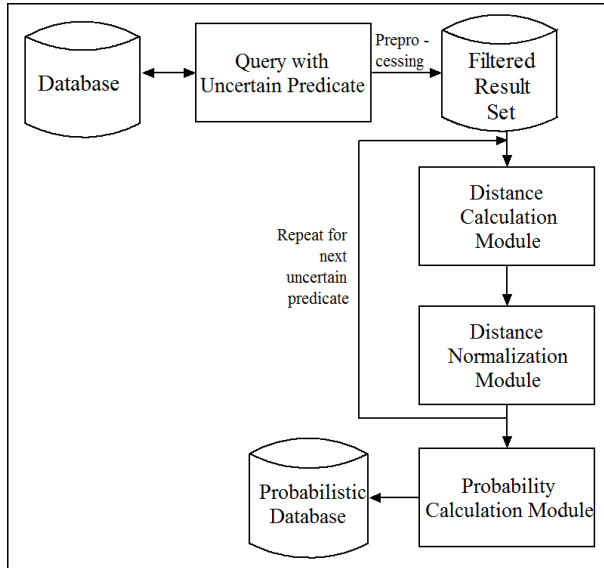 Database
Query with
Uncertain Predicate
Prepro -
cessing
Filtered
Result
Set
Distance
Calculation
Module
Repeat for
next
uncertain
predicate
Distance
Normalization
Module
Probabilistic
Database
Probability
Calculation Module